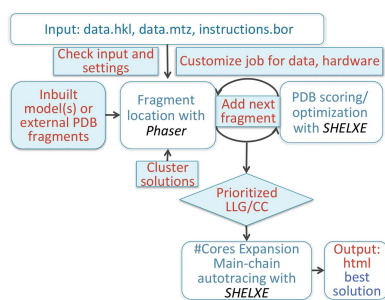 Input: data.hkl, data.mtz, instructions.bor
Check input and
settings
Customize job for data, hardware
Inbuilt
model(s) or
external PDB
fragments
Fragment
location with
Phaser
Add next
fragment
PDB scoring/
optimization
with SHELXE
Cluster
solutions
Prioritized
LLG/CC
#Cores Expansion
Main-chain
autotracing with
SHELXE
Output:
html
best
solution